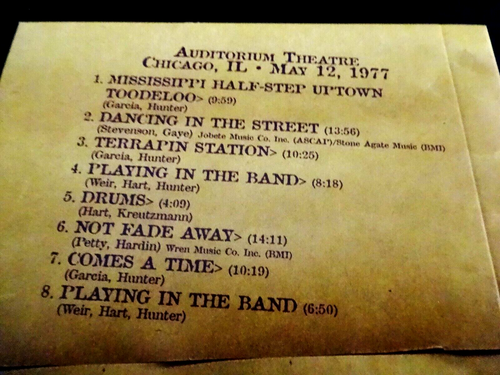 AUDITORIUM THEATRE
CHICAGO, IL • MAY 12, 1977
1. MISSISSIPPI HALF-STEP UPTOWN
TOODELOO> (9:59)
(Garcia, Hunter)
2. DANCING IN THE STREET (13:56)
(Stevenson, Gaye) Jobete Music Co. Inc. (ASCAP)/Stone Agate Music (BMI)
3. TERRAPIN STATION> (10:25)
(Garcia, Hunter)
4. PLAYING IN THE BAND> (8:18)
(Weir, Hart, Hunter)
5. DRUMS> (4:09)
(Hart, Kreutzmann)
6. NOT FADE AWAY> (14:11)
(Petty, Hardin) Wren Music Co. Inc. (BMI)
7. COMES A TIME> (10:19)
(Garcia, Hunter)
8. PLAYING IN THE BAND (6:50)
(Weir, Hart, Hunter)